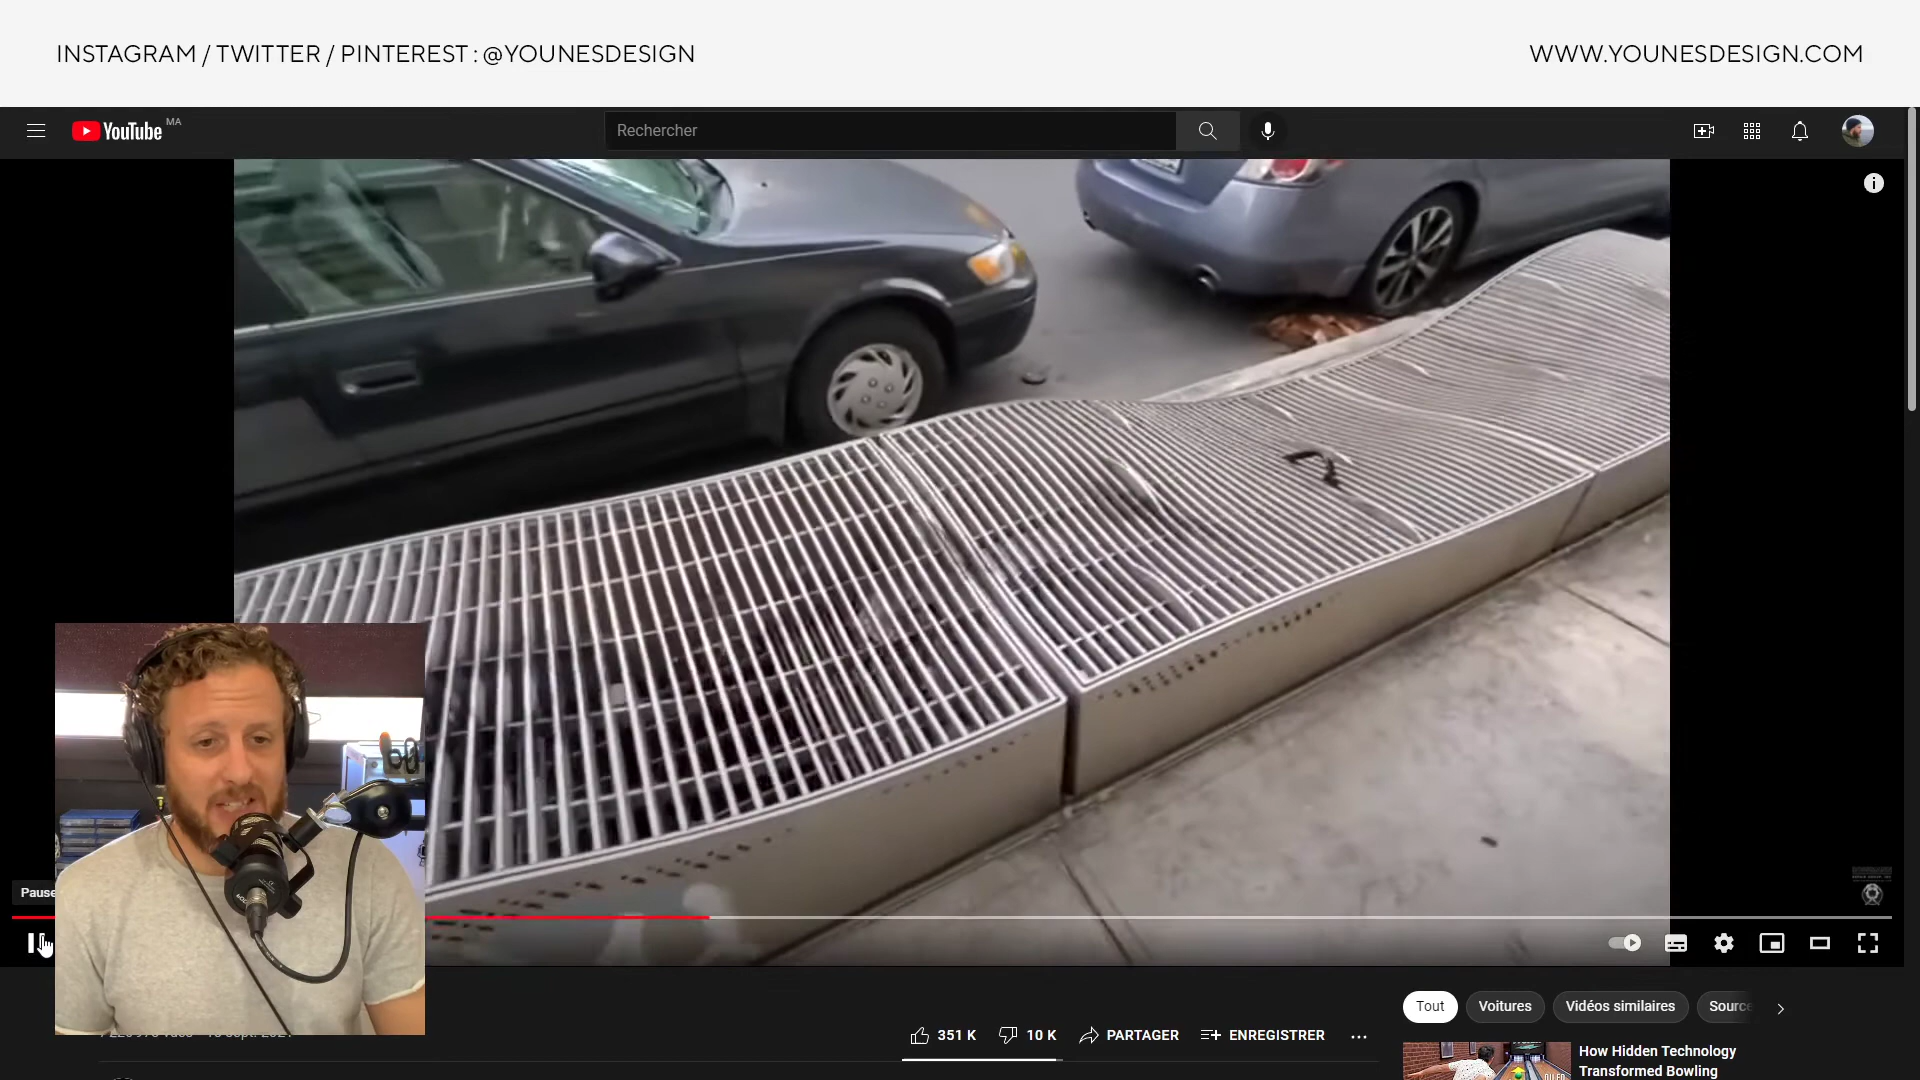 INSTAGRAM / TWITTER / PINTEREST : @YOUNESDESIGN
WWW.YOUNESDESIGN.COM
YouTube MA
Rechercher
Pause
351 K
10 K
PARTAGER
ENREGISTRER
Tout
Voitures
Vidéos similaires
How Hidden Technology
Transformed Bowling